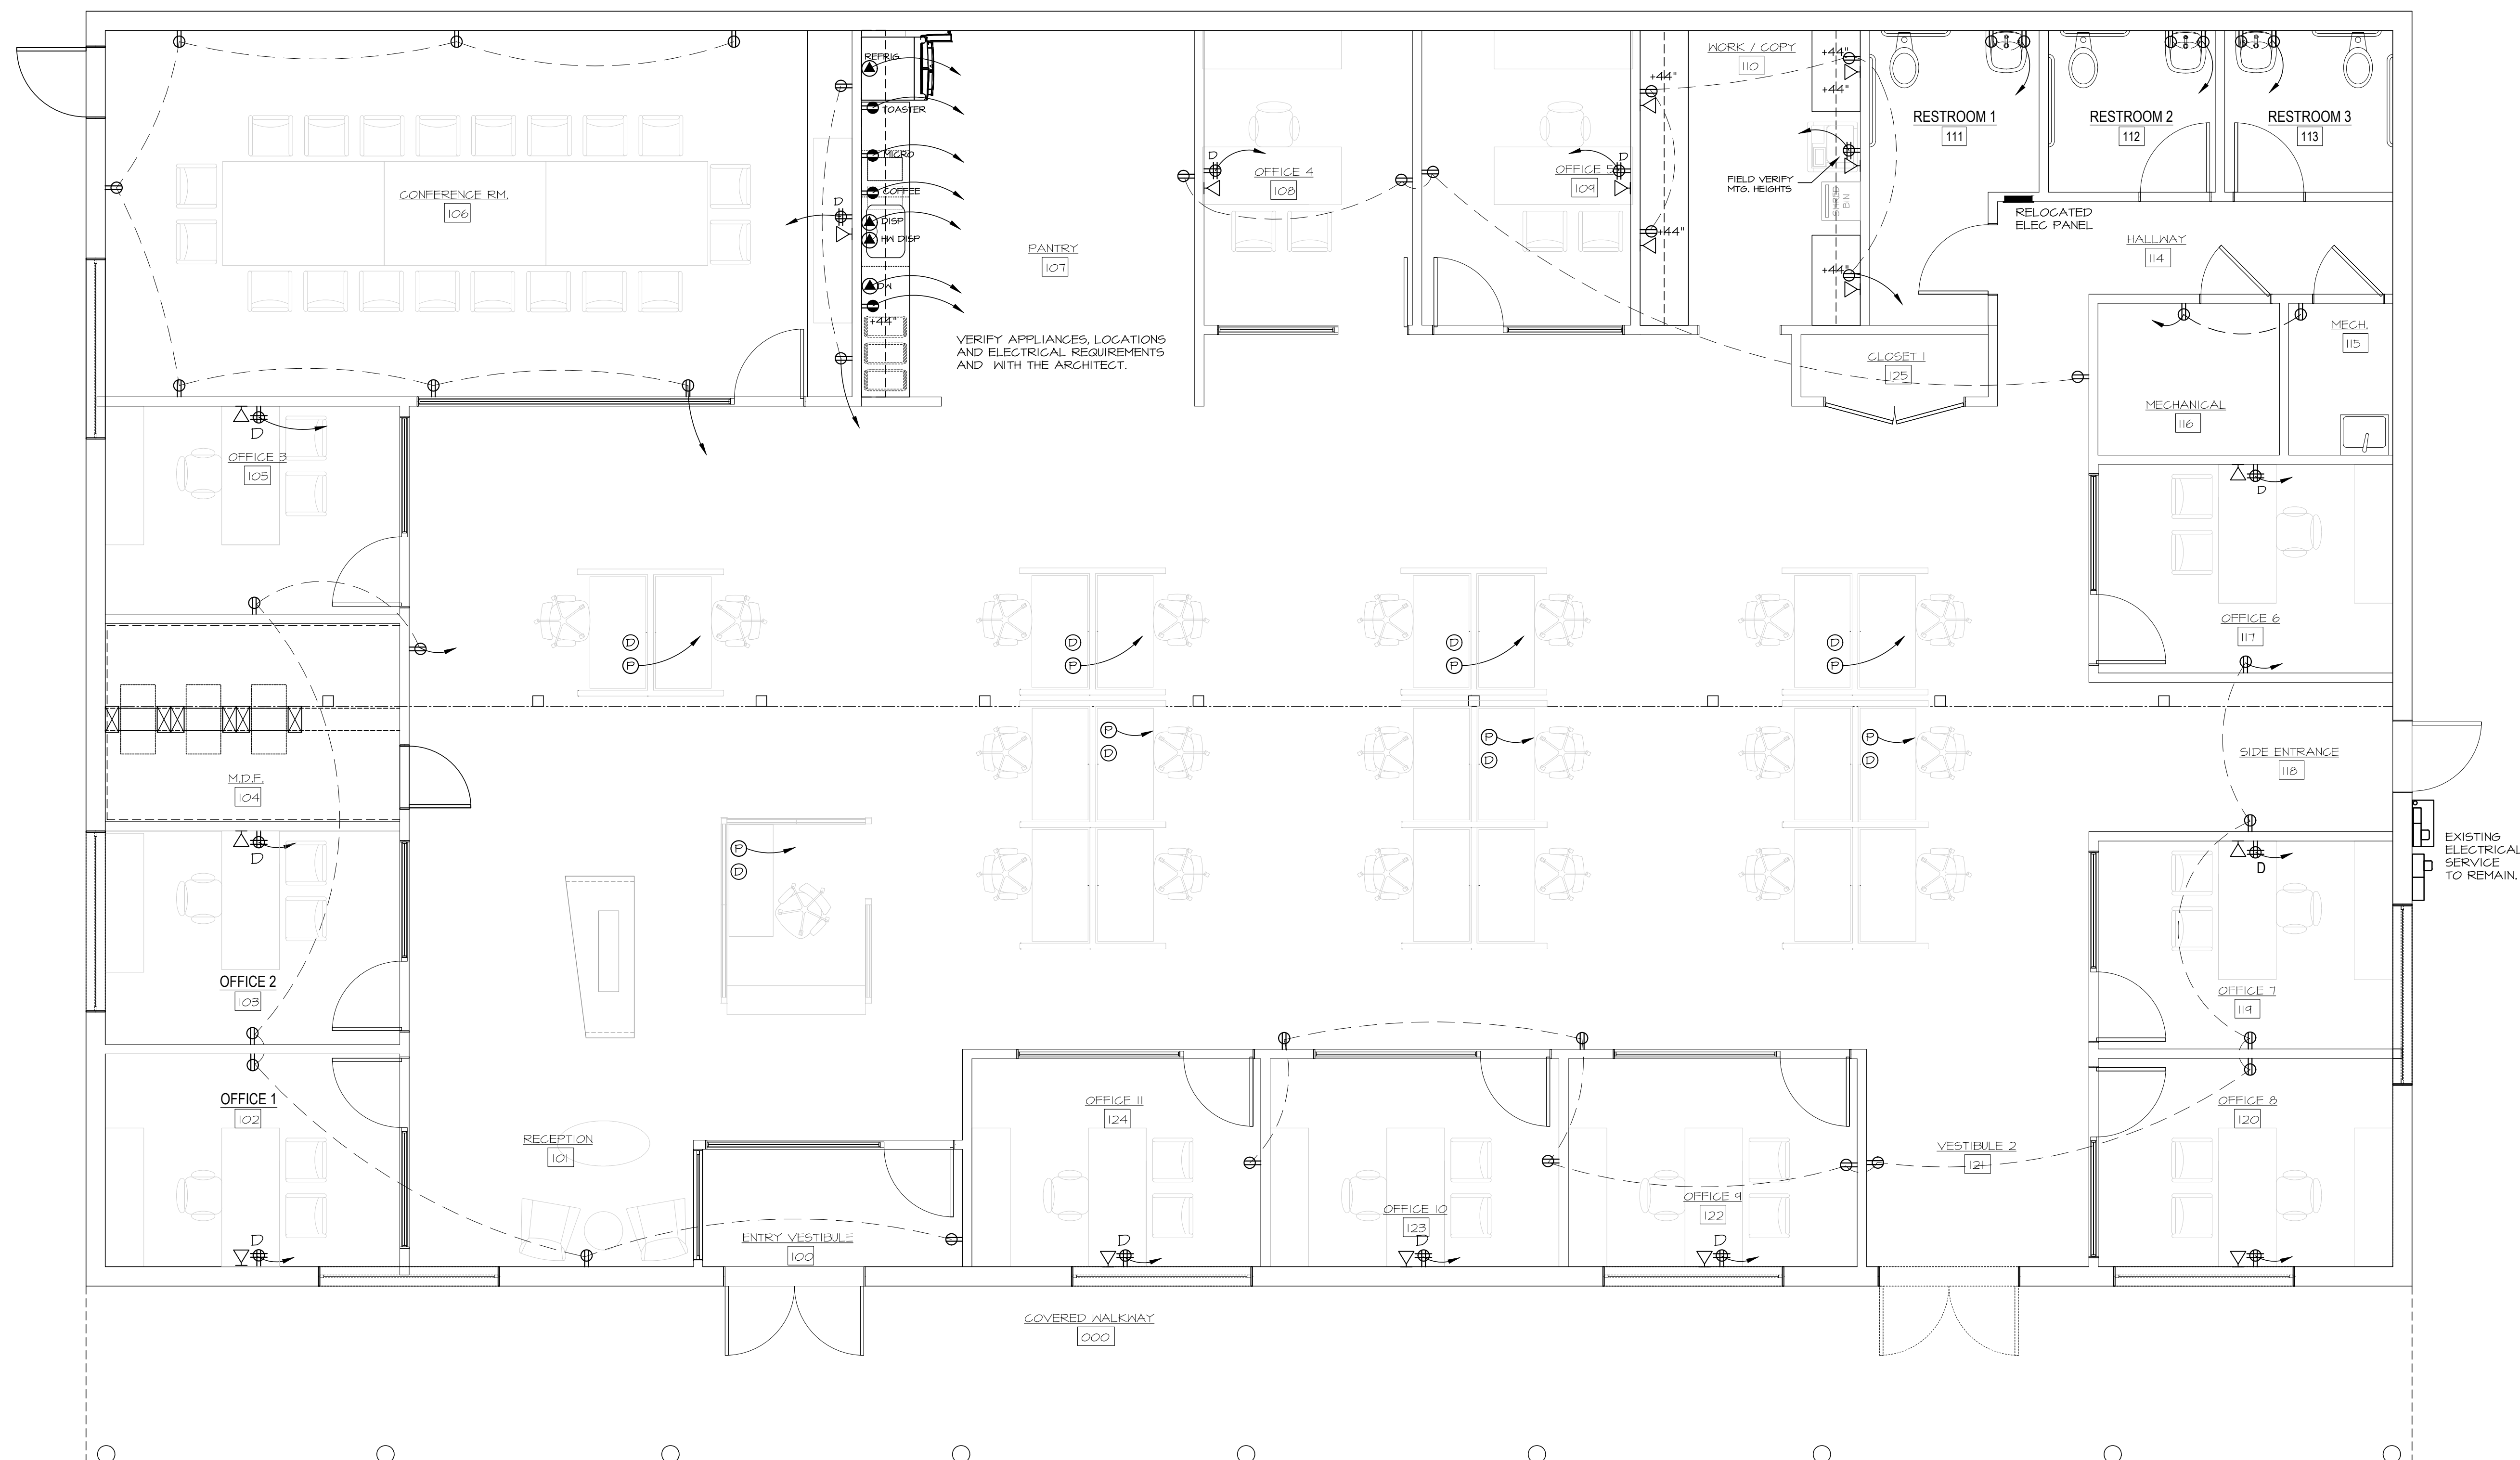 REFRIG
TOASTER
MICRO
COFFEE
D
DISP
HW DISP
DW
+44"
CONFERENCE RM.
106
PANTRY
107
VERIFY APPLIANCES, LOCATIONS
AND ELECTRICAL REQUIREMENTS
AND WITH THE ARCHITECT.
D
OFFICE 4
108
OFFICE 5
109
D
+44"
+44"
WORK / COPY
110
+44"
+44"
FIELD VERIFY
MTG. HEIGHTS
SHRED
BIN
+44"
RESTROOM 1
111
RESTROOM 2
112
RESTROOM 3
113
RELOCATED
ELEC PANEL
HALLWAY
114
MECH.
115
CLOSET 1
125
MECHANICAL
116
D
OFFICE 3
105
D
OFFICE 6
117
D
P
D
P
D
P
D
P
P
D
P
D
P
D
M.D.F.
104
SIDE ENTRANCE
118
EXISTING
ELECTRICAL
SERVICE
TO REMAIN.
D
OFFICE 2
103
P
D
D
OFFICE 7
119
OFFICE 1
102
D
RECEPTION
101
ENTRY VESTIBULE
100
OFFICE 11
124
D
OFFICE 10
123
D
OFFICE 9
122
D
VESTIBULE 2
121
OFFICE 8
120
COVERED WALKWAY
000